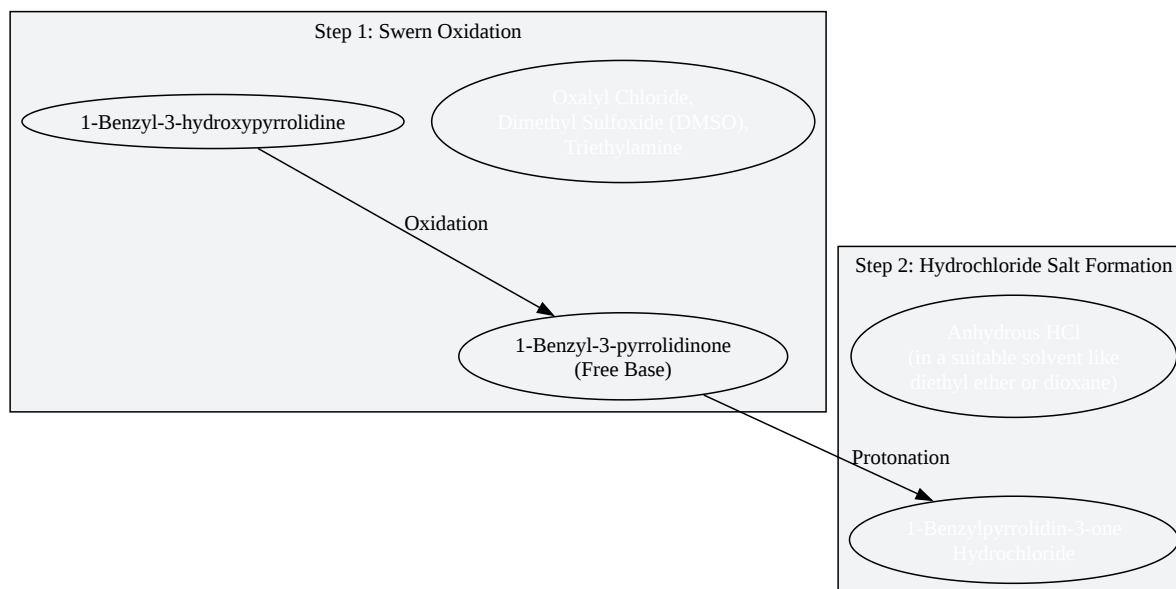 Step 1: Swern Oxidation
1-Benzyl-3-hydroxypyrrolidine
Oxalyl Chloride,
Dimethyl Sulfoxide (DMSO),
Triethylamine
Oxidation
1-Benzyl-3-pyrrolidinone
(Free Base)
Step 2: Hydrochloride Salt Formation
Anhydrous HCl
(in a suitable solvent like
diethyl ether or dioxane)
Protonation
1-Benzylpyrrolidin-3-one
Hydrochloride